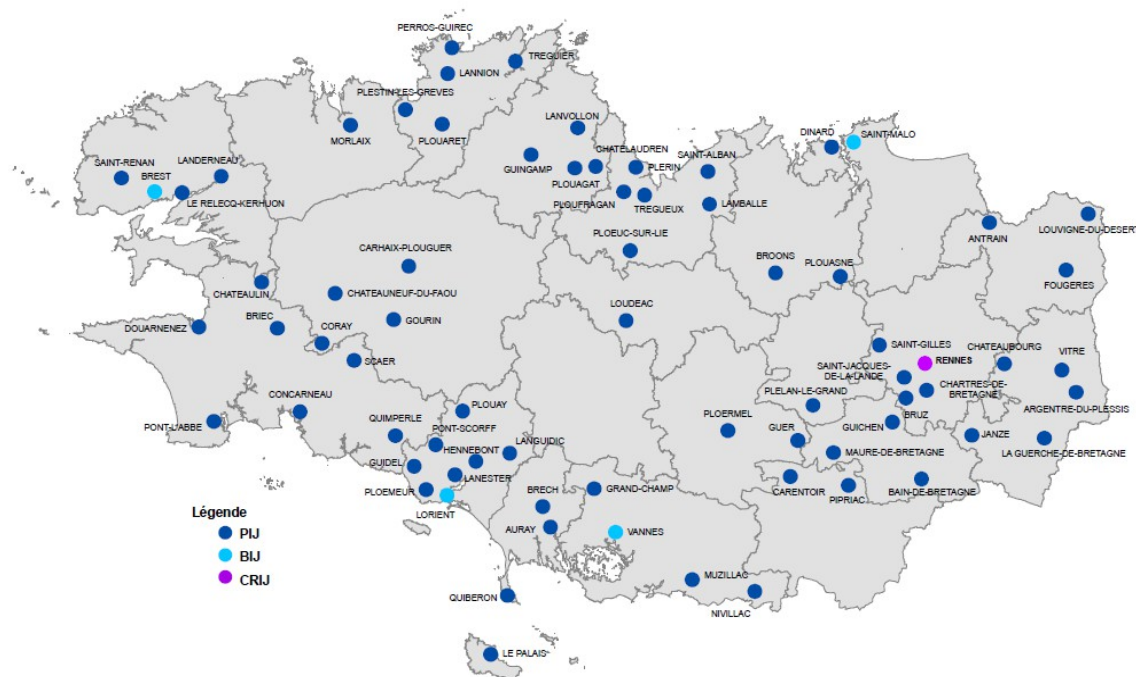 PERROS-GUIREC
TREGUIER
LANNION
PLESTIN-LES-GREVES
LANVOLLON
MORLAIX
PLOUARET
DINARD
SAINT-MALO
CHATELAUDREN
SAINT-RENAN
LANDERNEAU
GUINGAMP
PLERIN
SAINT-ALBAN
BREST
PLOUAGAT
LE RELECQ-KERHUON
PLOUFRAGAN
TREGUEUX
LAMBALLE
LOUVIGNE-DU-DESERT
ANTRAIN
PLOEUC-SUR-LIE
CARHAIX-PLOUGUER
BROONS
PLOUASNE
FOUGERES
CHATEAULIN
CHATEAUNEUF-DU-FAOU
LOUDEAC
BRIEC
GOURIN
DOUARNENEZ
CORAY
SCAER
SAINT-GILLES
CHATEAUBOURG
RENNES
VITRE
SAINT-JACQUES-
DE-LA-LANDE
CONCARNEAU
PLELAN-LE-GRAND
CHARTRES-DE-
BRETAGNE
ARGENTRE-DU-PLESSIS
PLOUAY
QUIMPERLE
PONT-SCORFF
BRUZ
PONT-L'ABBE
PLOERMEL
GUER
GUICHEN
JANZE
LANGUIDIC
HENNEBONT
MAURE-DE-BRETAGNE
LA GUERCHE-DE-BRETAGNE
GUIDEL
LANESTER
PLOEMEUR
BRECH
GRAND-CHAMP
CARENTOIR
PIPRIAC
BAIN-DE-BRETAGNE
LORIENT
AURAY
VANNES
Légende
PIJ
BIJ
CRIJ
MUZILLAC
QUIBERON
NIVILLAC
LE PALAIS